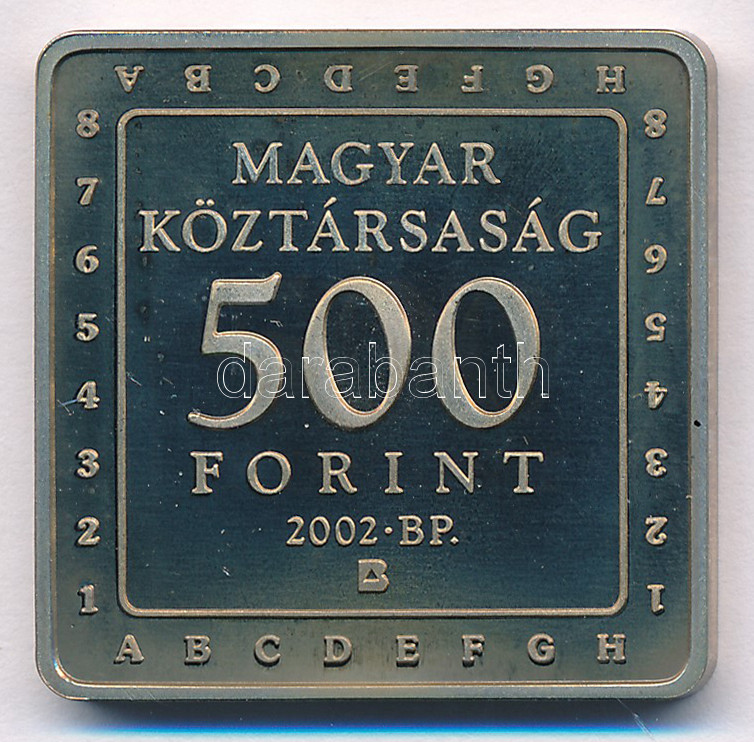 A B C D E F G H
8 8
MAGYAR
7 7
KÖZTÁRSASÁG
6 6
500
5 5
darabanth
4 4
FORINT
3 3
2002·BP.
2 2
B
1 1
A B C D E F G H